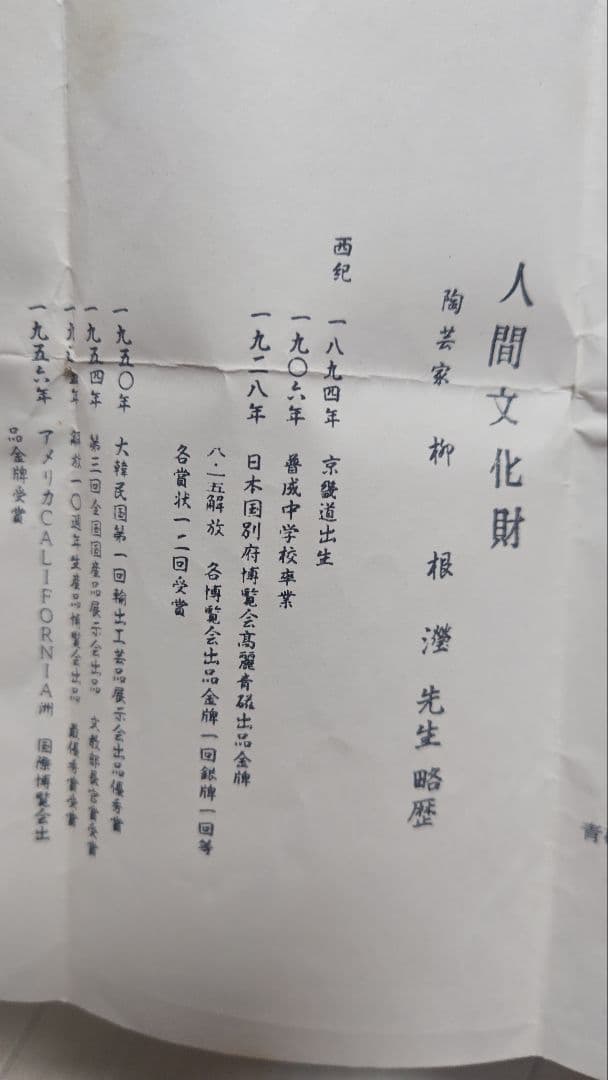 人間文化財
陶芸家 柳 根 瀅 先生 略歴
西紀 一八九四年 京畿道出生
一九〇六年 普成中学校卒業
一九二八年 日本国別府博覧会高麗青磁出品金牌
八・一五解放 各博覧会出品金牌一回銀牌一回等
各賞状一二回受賞
一九五〇年 大韓民国第一回輸出工芸品展示会出品優秀賞
一九五四年 第三回全国国産品展示会出品 文教部長官賞受賞
解放一〇週年生産品博覧会出品 最優秀賞受賞
一九五六年 アメリカCALIFORNIA洲 国際博覧会出
品金牌受賞
青